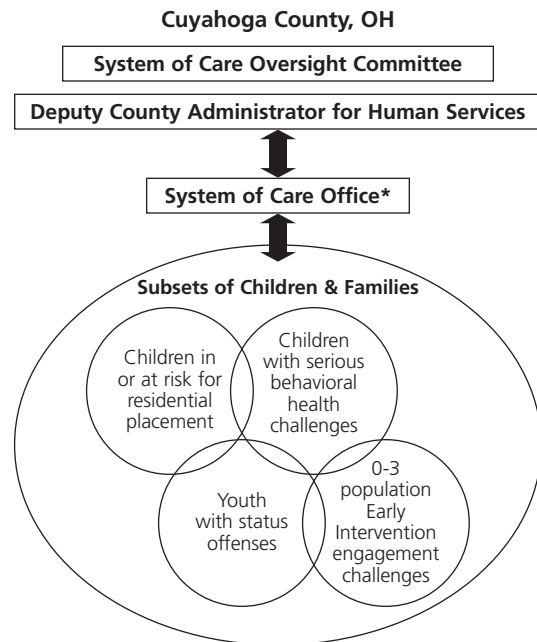 Cuyahoga County, OH
System of Care Oversight Committee
Deputy County Administrator for Human Services
System of Care Office*
Subsets of Children & Families
Children in
or at risk for
residential
placement
Children
with serious
behavioral
health
challenges
Youth
with status
offenses
0-3
population
Early
Intervention
engagement
challenges